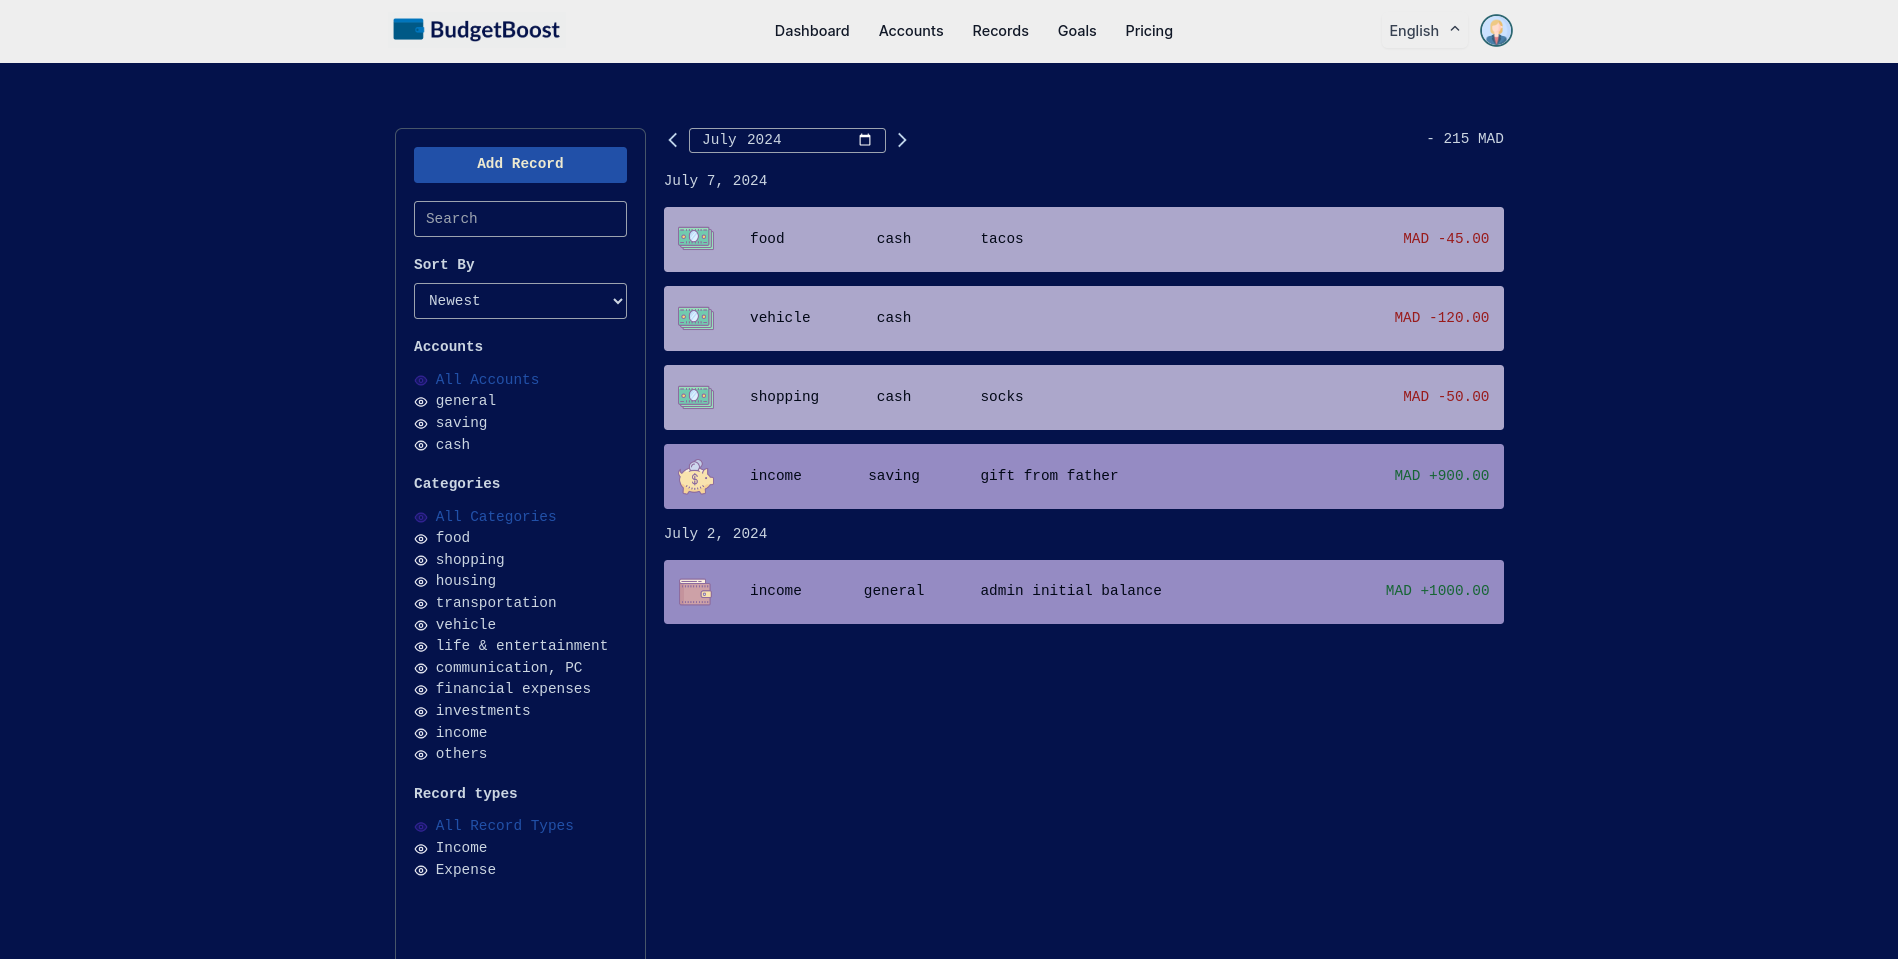 BudgetBoost
Dashboard Accounts Records Goals Pricing
English
Add Record
Search
Sort By
Newest
Accounts
All Accounts
general
saving
cash
Categories
All Categories
food
shopping
housing
transportation
vehicle
life & entertainment
communication, PC
financial expenses
investments
income
others
Record types
All Record Types
Income
Expense
July 2024
- 215 MAD
July 7, 2024
food cash tacos MAD -45.00
vehicle cash MAD -120.00
shopping cash socks MAD -50.00
income saving gift from father MAD +900.00
July 2, 2024
income general admin initial balance MAD +1000.00